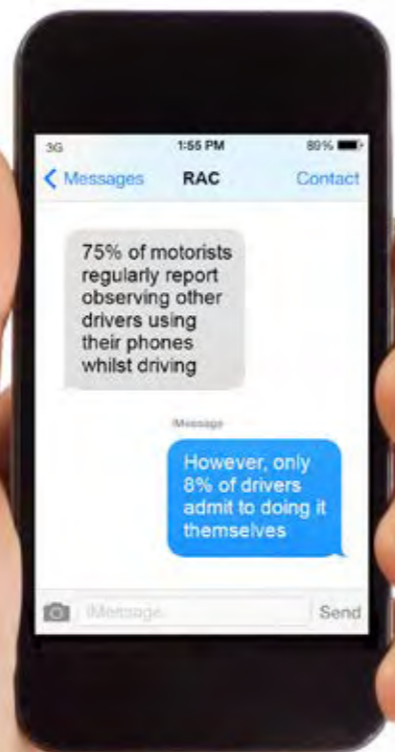 3G 1:55 PM 89%
Messages RAC Contact
75% of motorists
regularly report
observing other
drivers using
their phones
whilst driving
iMessage
However, only
8% of drivers
admit to doing it
themselves
iMessage Send